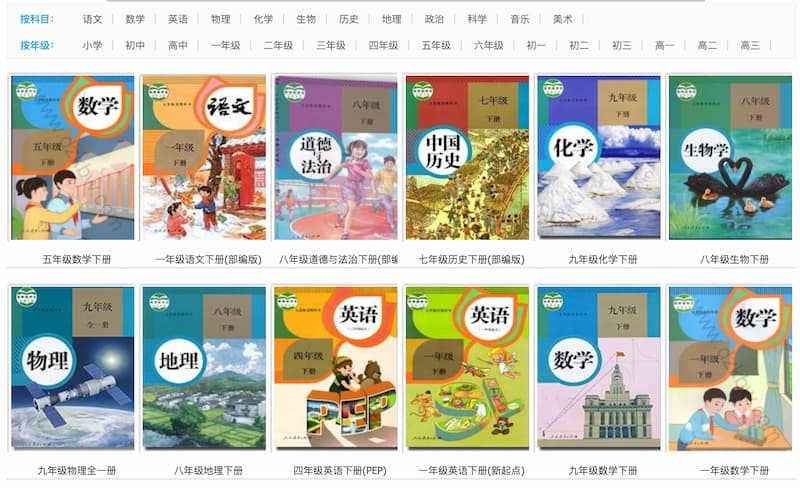 按科目： 语文 数学 英语 物理 化学 生物 历史 地理 政治 科学 音乐 美术
按年级： 小学 初中 高中 一年级 二年级 三年级 四年级 五年级 六年级 初一 初二 初三 高一 高二 高三
数学
五年级
下册
语文
一年级
下册
八年级
下册
道德
与
法治
七年级
下册
中国
历史
九年级
下册
化学
八年级
下册
生物学
五年级数学下册 一年级语文下册(部编版) 八年级道德与法治下册(部编 七年级历史下册(部编版) 九年级化学下册 八年级生物下册
九年级
全一册
物理
八年级
下册
地理
英语
四年级
下册
PEP
英语
一年级
下册
九年级
下册
数学
数学
一年级
下册
九年级物理全一册 八年级地理下册 四年级英语下册(PEP) 一年级英语下册(新起点) 九年级数学下册 一年级数学下册